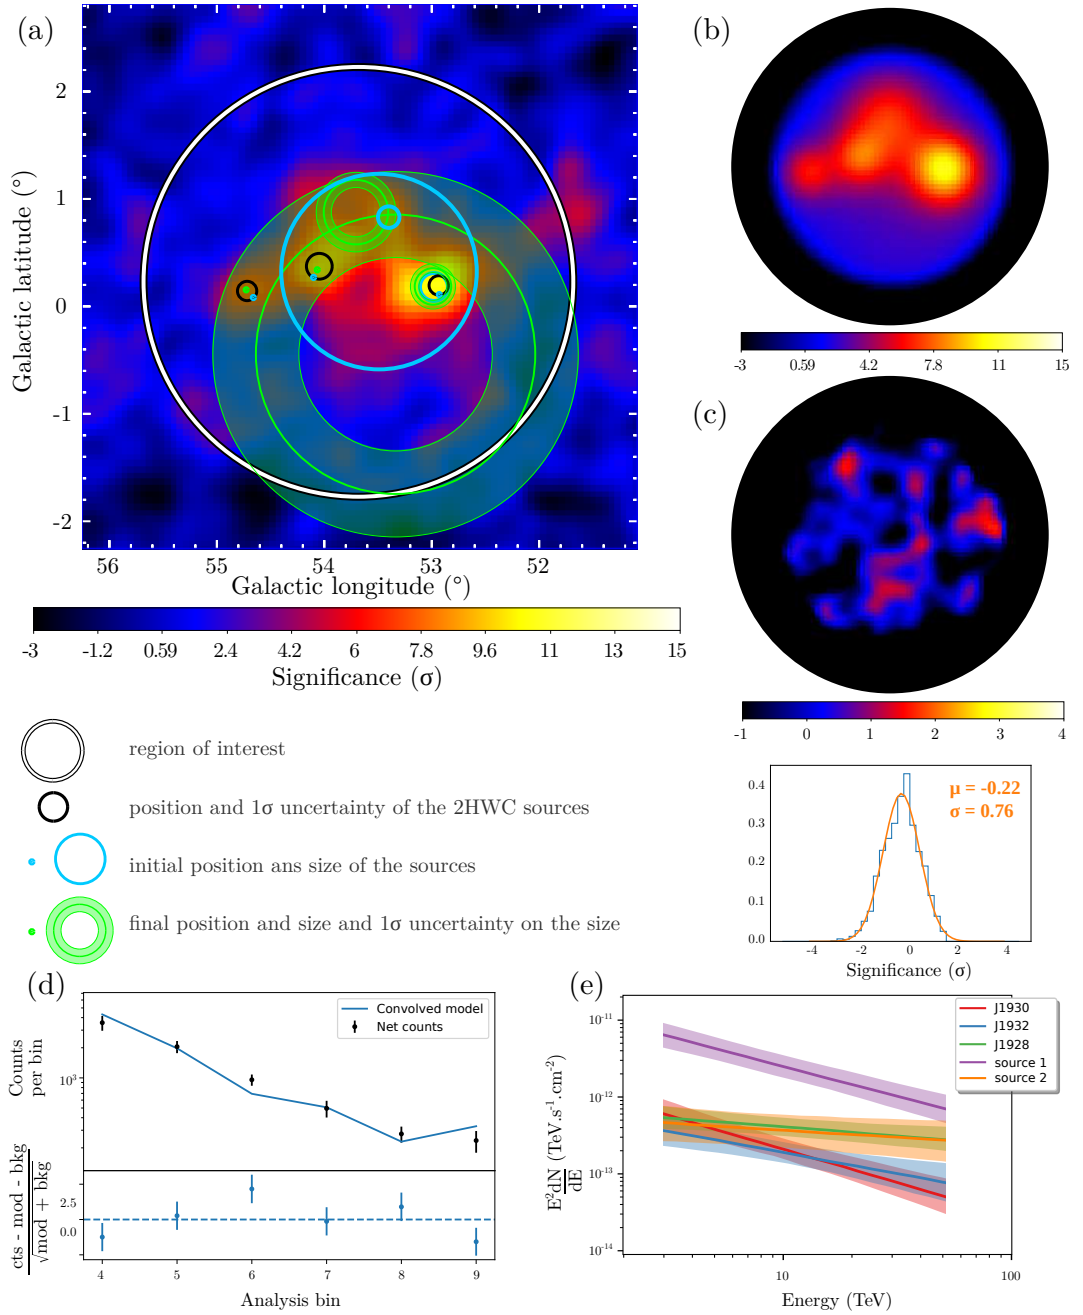 (a)
Galactic latitude (°)
2
1
0
-1
-2
56
55
54
53
52
Galactic longitude (°)
-3
-1.2
0.59
2.4
4.2
6
7.8
9.6
11
13
15
Significance (σ)
(b)
-3
0.59
4.2
7.8
11
15
(c)
-1
0
1
2
3
4
region of interest
position and 1σ uncertainty of the 2HWC sources
initial position ans size of the sources
final position and size and 1σ uncertainty on the size
0.4
0.3
0.2
0.1
0.0
μ = -0.22
σ = 0.76
-4
-2
0
2
4
Significance (σ)
(d)
Convolved model
Net counts
Counts
per bin
10³
cts - mod - bkg
√mod + bkg
2.5
0.0
4
5
6
7
8
9
Analysis bin
(e)
J1930
J1932
J1928
source 1
source 2
E²dN/dE (TeV.s⁻¹.cm⁻²)
10⁻¹¹
10⁻¹²
10⁻¹³
10⁻¹⁴
10
100
Energy (TeV)